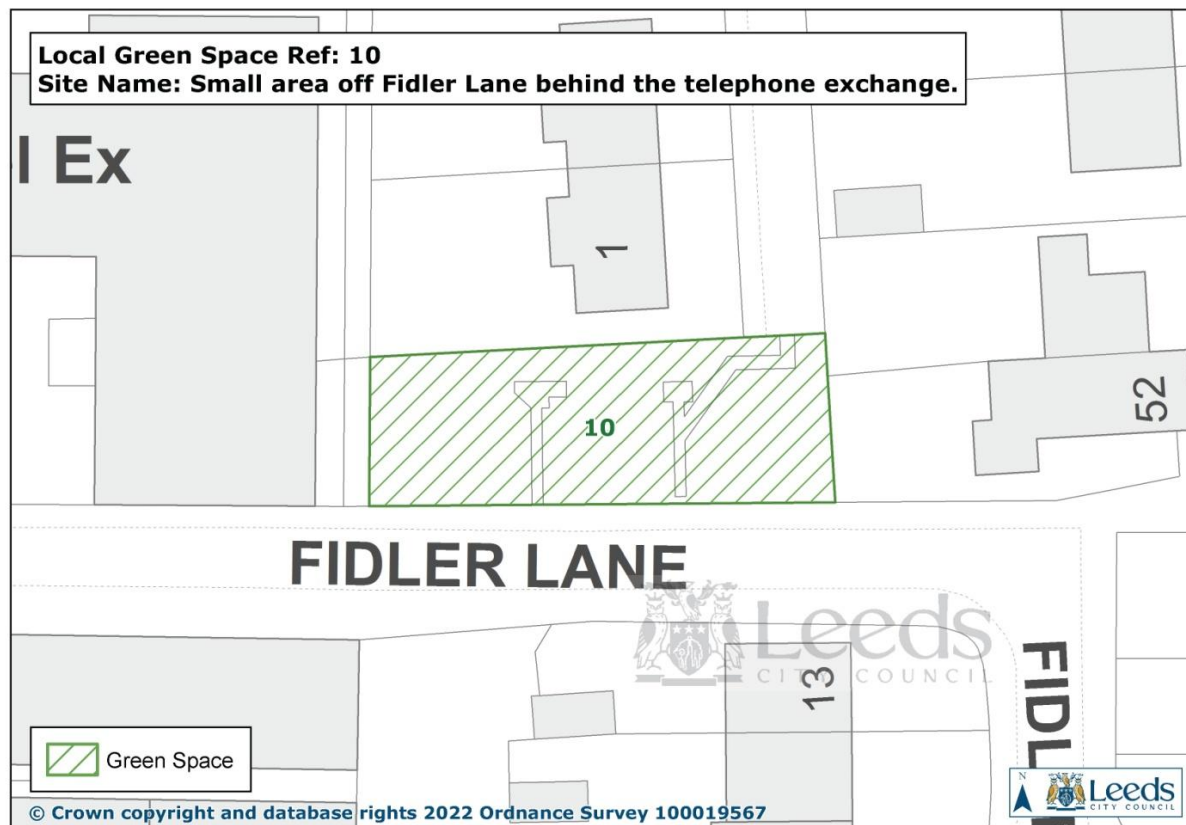 Local Green Space Ref: 10
Site Name: Small area off Fidler Lane behind the telephone exchange.
l Ex
1
52
10
FIDLER LANE
Leeds
CITY COUNCIL
13
FIDL
Green Space
N
Leeds
CITY COUNCIL
© Crown copyright and database rights 2022 Ordnance Survey 100019567